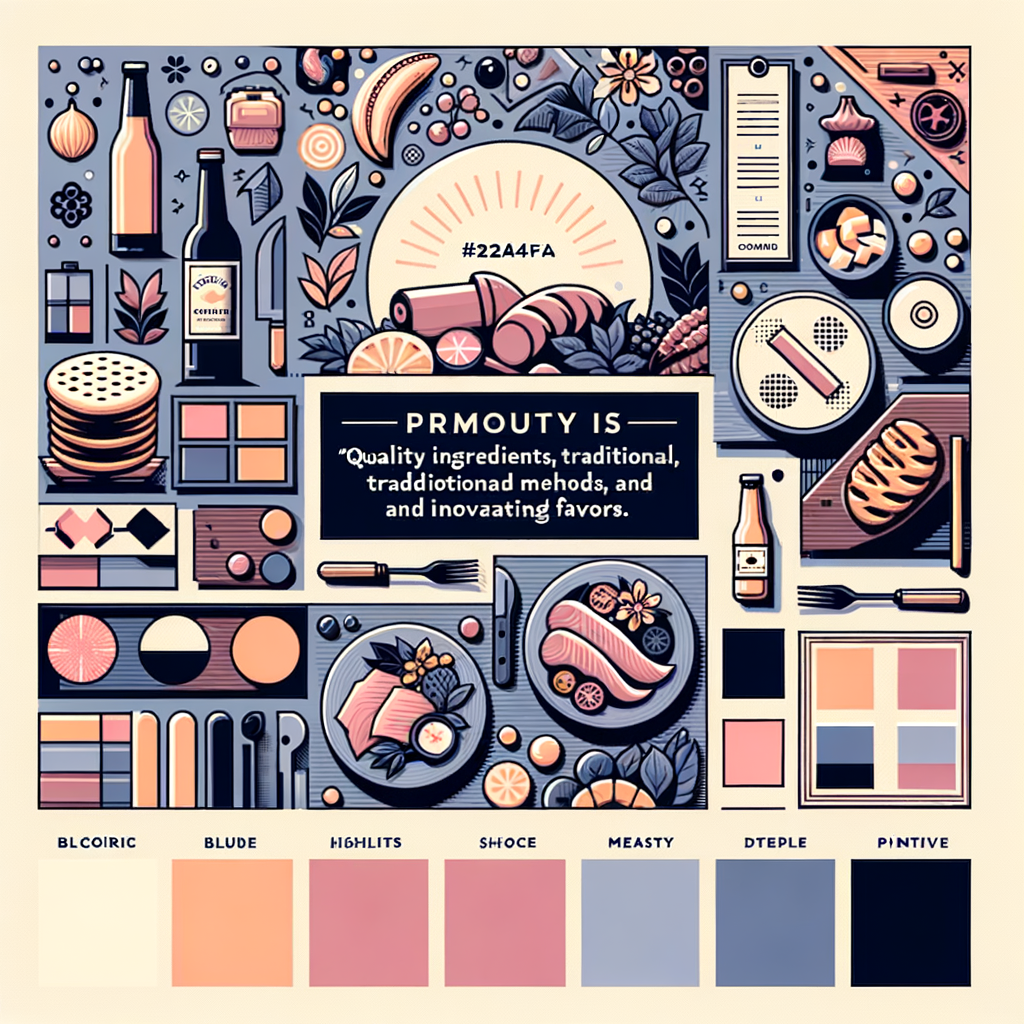 #22A4FA
OOMND
PRMOUTY IS
"Quality ingredients, traditional,
traddiotionad mehods, and
and inovaating favors.
BLCOIRIC
BLUDE
HIGHLITS
SHOCE
MEASTY
DTEPLE
PINTIVE